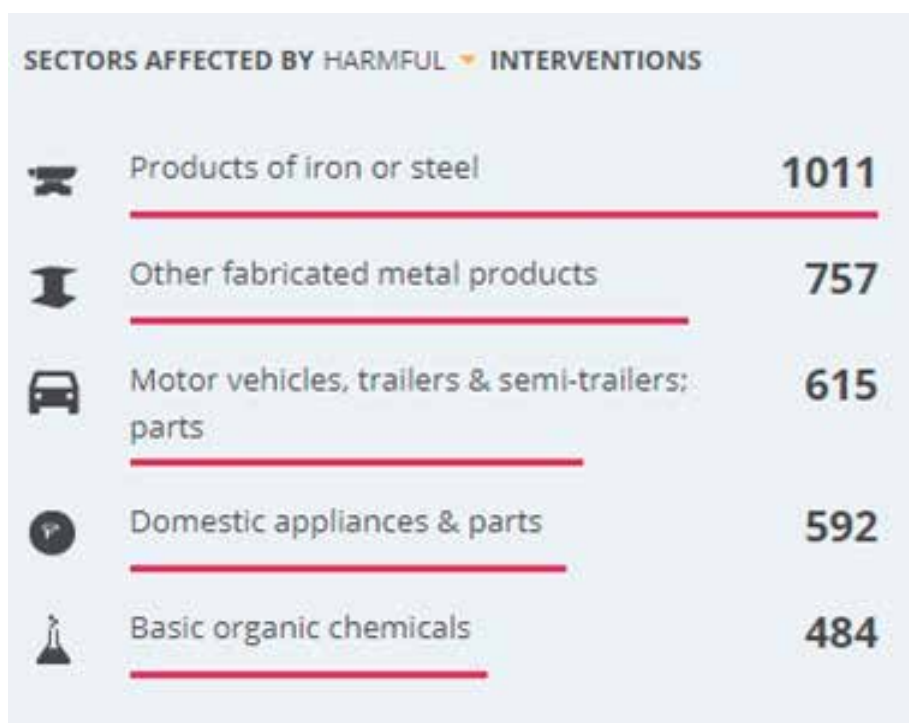 SECTORS AFFECTED BY HARMFUL INTERVENTIONS
Products of iron or steel 1011
Other fabricated metal products 757
Motor vehicles, trailers & semi-trailers; 615
parts
Domestic appliances & parts 592
Basic organic chemicals 484